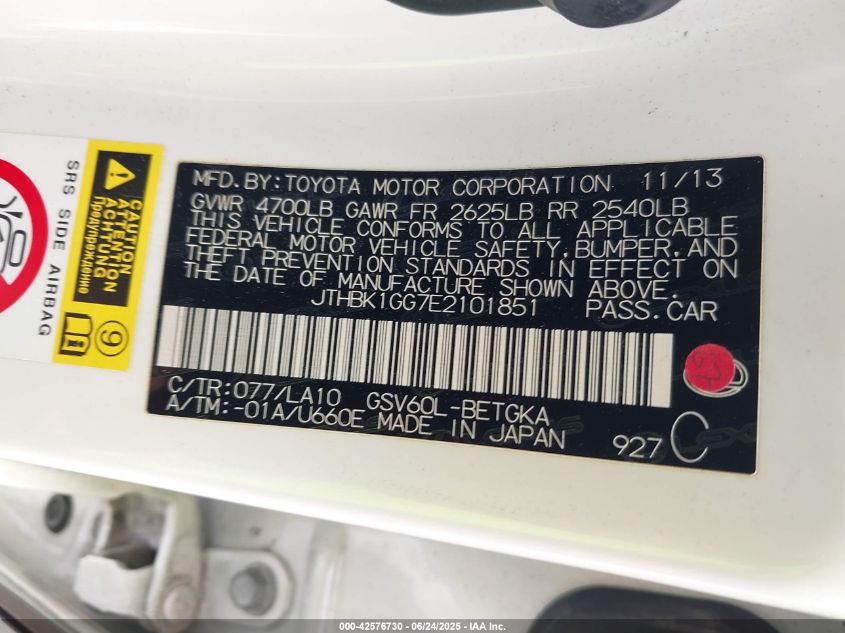 MFD.BY:TOYOTA MOTOR CORPORATION 11/13
GVWR 4700LB GAWR FR 2625LB RR 2540LB
THIS VEHICLE CONFORMS TO ALL APPLICABLE
FEDERAL MOTOR VEHICLE SAFETY,BUMPER,AND
THEFT PREVENTION STANDARDS IN EFFECT ON
THE DATE OF MANUFACTURE SHOWN ABOVE.
JTHBK1GG7E2101851 PASS.CAR
C/TR:077/LA10 GSV60L-BETGKA
A/TM:-01A/U660E MADE IN JAPAN
927 C
SRS SIDE AIRBAG
CAUTION
ATTENTION
ACHTUNG
Предупреждение
9
000-42576730 - 06/24/2025 - IAA Inc.